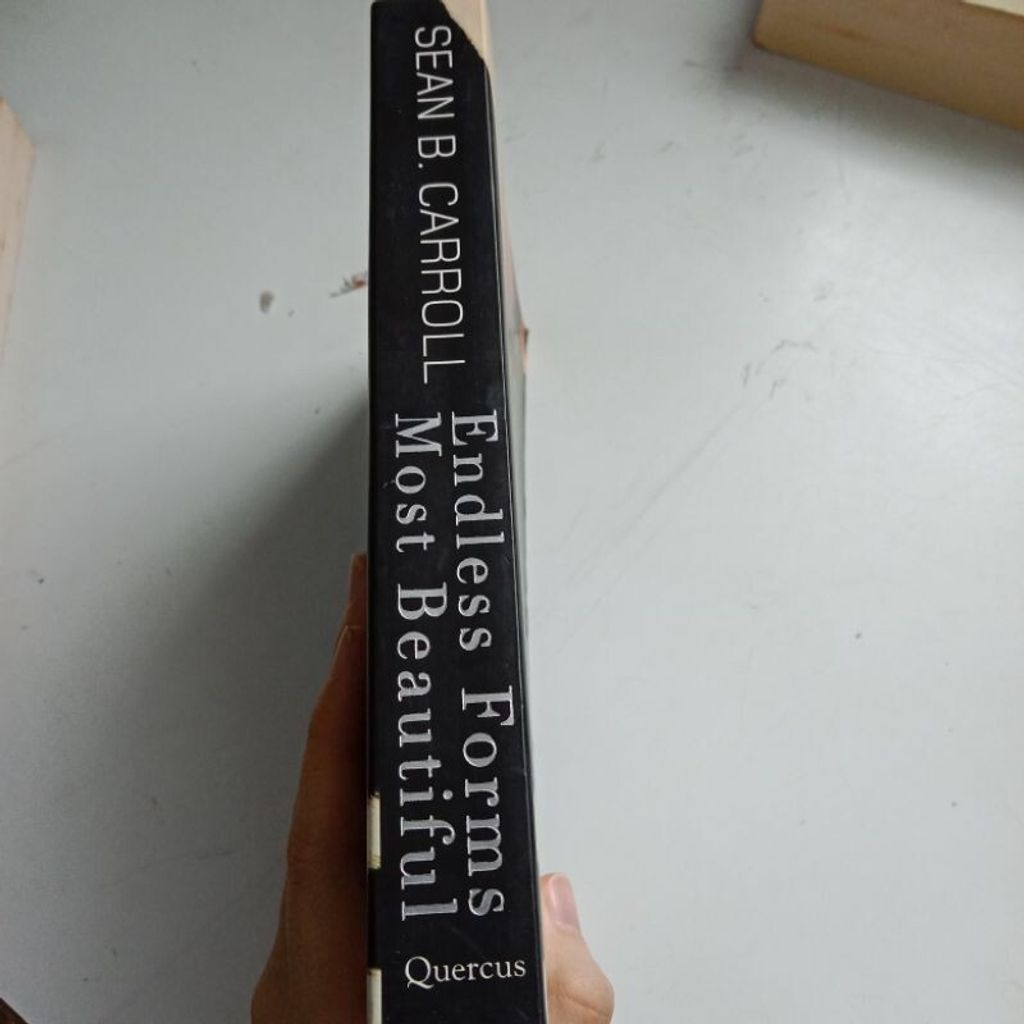 SEAN B. CARROLL
Endless Forms
Most Beautiful
Quercus